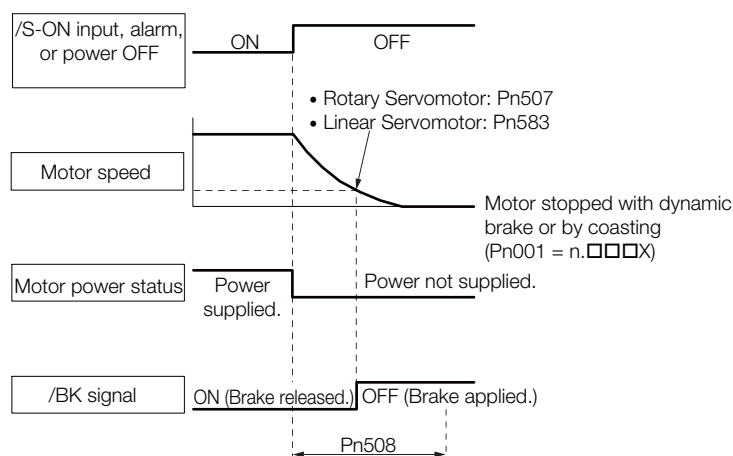 /S-ON input, alarm,
or power OFF
ON
OFF
• Rotary Servomotor: Pn507
• Linear Servomotor: Pn583
Motor speed
Motor stopped with dynamic
brake or by coasting
(Pn001 = n.□□□X)
Motor power status
Power
supplied.
Power not supplied.
/BK signal
ON (Brake released.)
OFF (Brake applied.)
Pn508